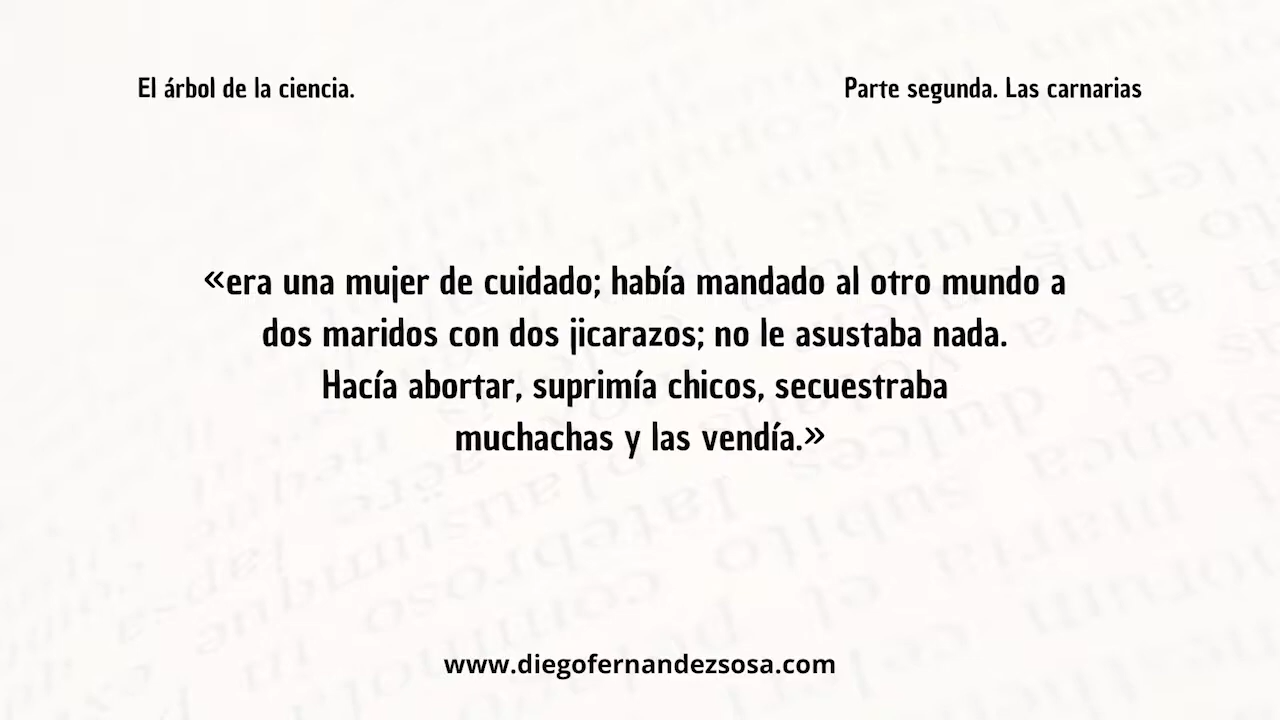 El árbol de la ciencia.
Parte segunda. Las carnarias
«era una mujer de cuidado; había mandado al otro mundo a
dos maridos con dos jicarazos; no le asustaba nada.
Hacía abortar, suprimía chicos, secuestraba
muchachas y las vendía.»
www.diegofernandezsosa.com